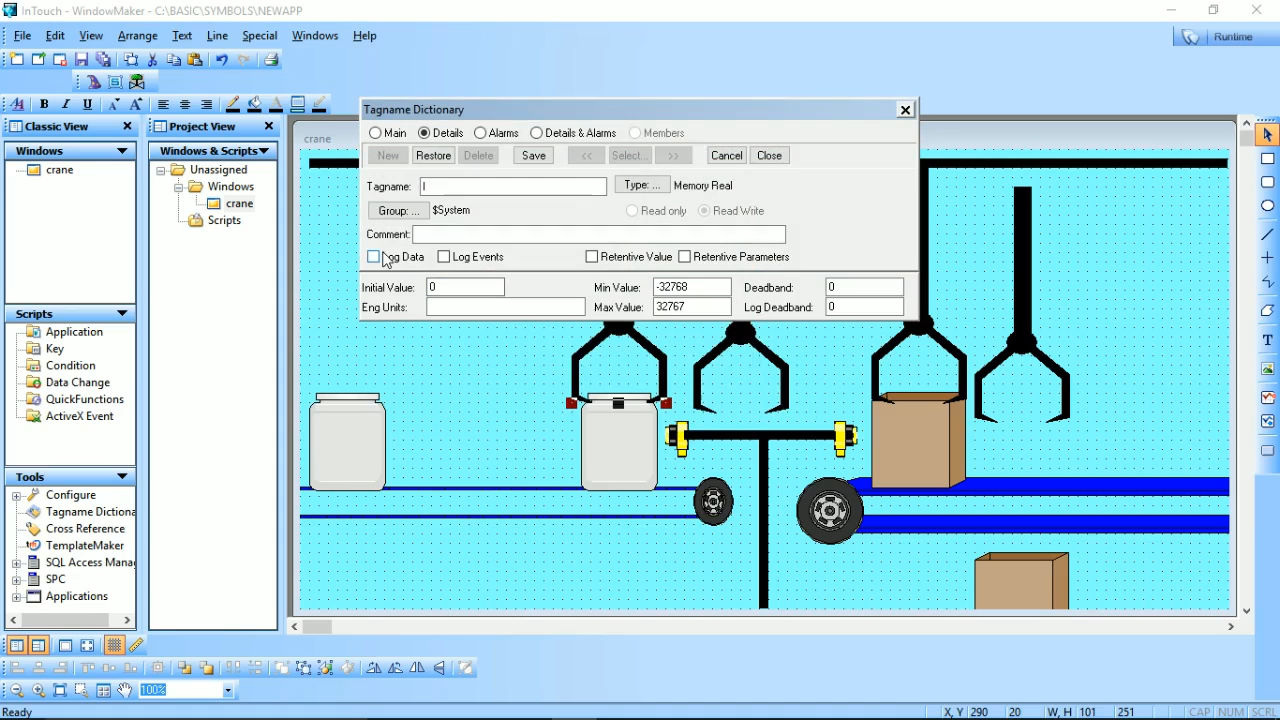 InTouch - WindowMaker - C:\BASIC\SYMBOLS\NEWAPP
File Edit View Arrange Text Line Special Windows Help
Runtime
B I U
Classic View
Windows
crane
Scripts
Application
Key
Condition
Data Change
QuickFunctions
ActiveX Event
Tools
Configure
Tagname Dictiona
Cross Reference
TemplateMaker
SQL Access Mana
SPC
Applications
Project View
Windows & Scripts
Unassigned
Windows
crane
Scripts
crane
Tagname Dictionary
Main Details Alarms Details & Alarms Members
New Restore Delete Save << Select... >> Cancel Close
Tagname: Type: ... Memory Real
Group: ... $System Read only Read Write
Comment:
Log Data Log Events Retentive Value Retentive Parameters
Initial Value: 0 Min Value: -32768 Deadband: 0
Eng Units: Max Value: 32767 Log Deadband: 0
T
100%
Ready X, Y 290 20 W, H 101 251 CAP NUM SCRL